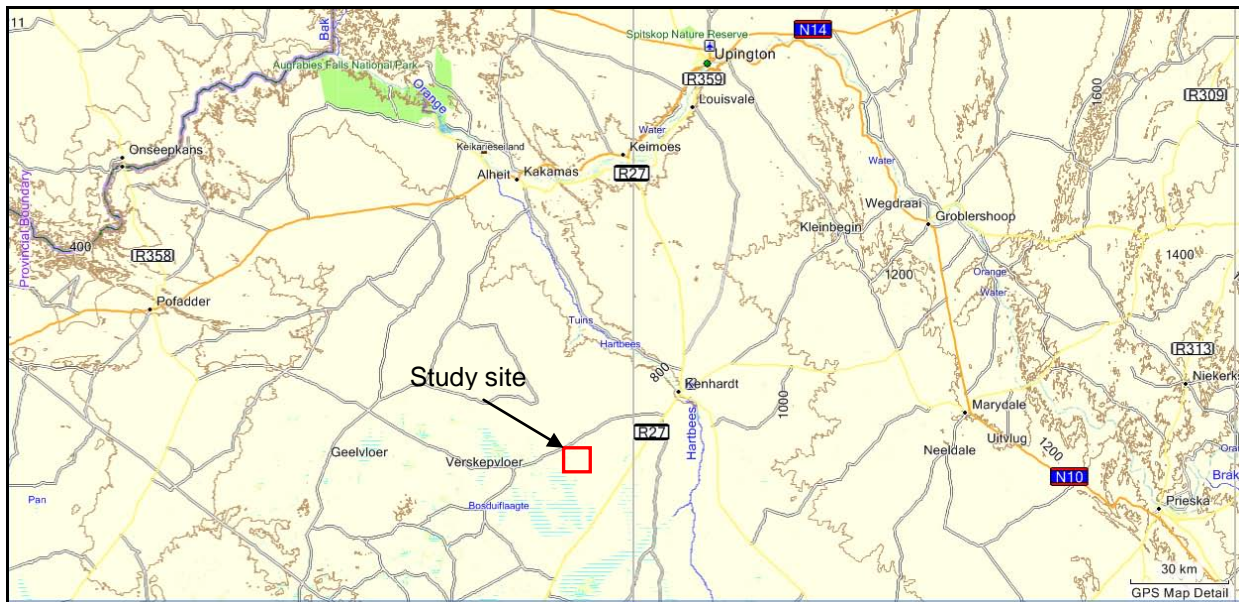 11
Bak
Spitskop Nature Reserve
N14
Upington
Augrabies Falls National Park
Orange
R359
Louisvale
1600
R309
Water
Onseepkans
Keikarieseiland
Keimoes
Water
Alheit
Kakamas
R27
Provincial Boundary
Wegdraai
Groblershoop
400
R358
Kleinbegin
1200
1400
Orange
Water
Pofadder
Tuins
Hartbees
R313
800
Kenhardt
Niekerks
Study site
1000
Marydale
R27
Hartbees
Uitvlug
Geelvloer
Verskepvloer
Neeldale
1200
N10
Brak
Pan
Bosduiflaagte
Prieska
30 km
GPS Map Detail